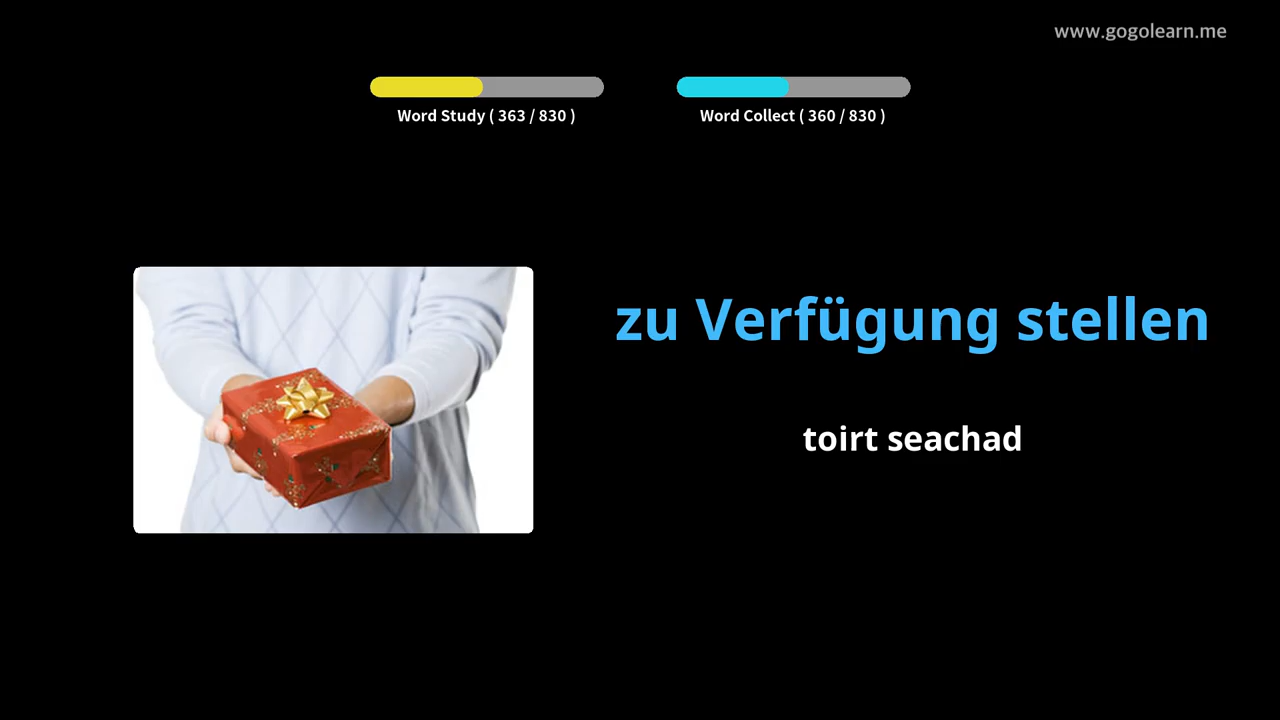 www.gogolearn.me
Word Study ( 363 / 830 )
Word Collect ( 360 / 830 )
zu Verfügung stellen
toirt seachad